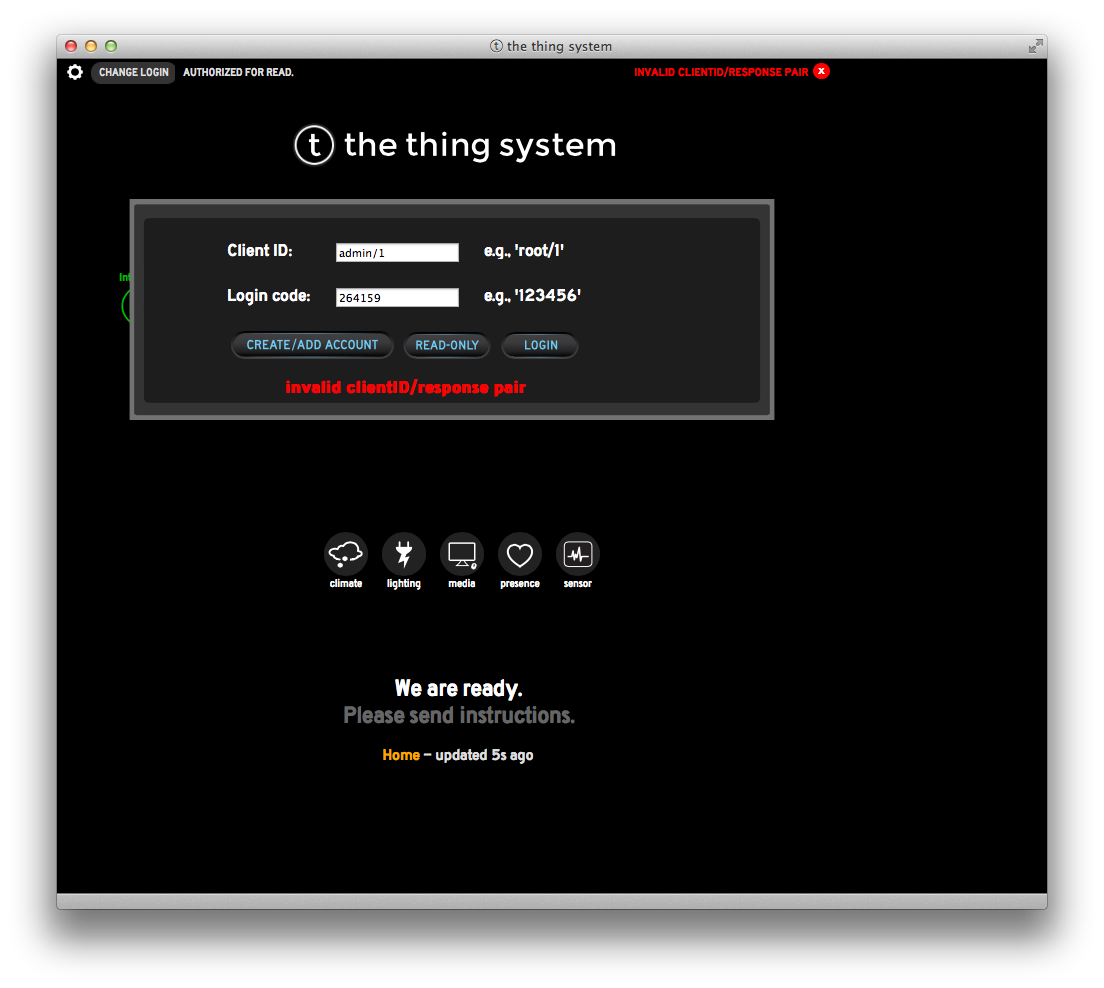 the thing system
CHANGE LOGIN AUTHORIZED FOR READ. INVALID CLIENTID/RESPONSE PAIR X
t the thing system
Client ID: admin/1 e.g., 'root/1'
Int
Login code: 264159 e.g., '123456'
CREATE/ADD ACCOUNT READ-ONLY LOGIN
invalid clientID/response pair
climate lighting media presence sensor
We are ready.
Please send instructions.
Home – updated 5s ago